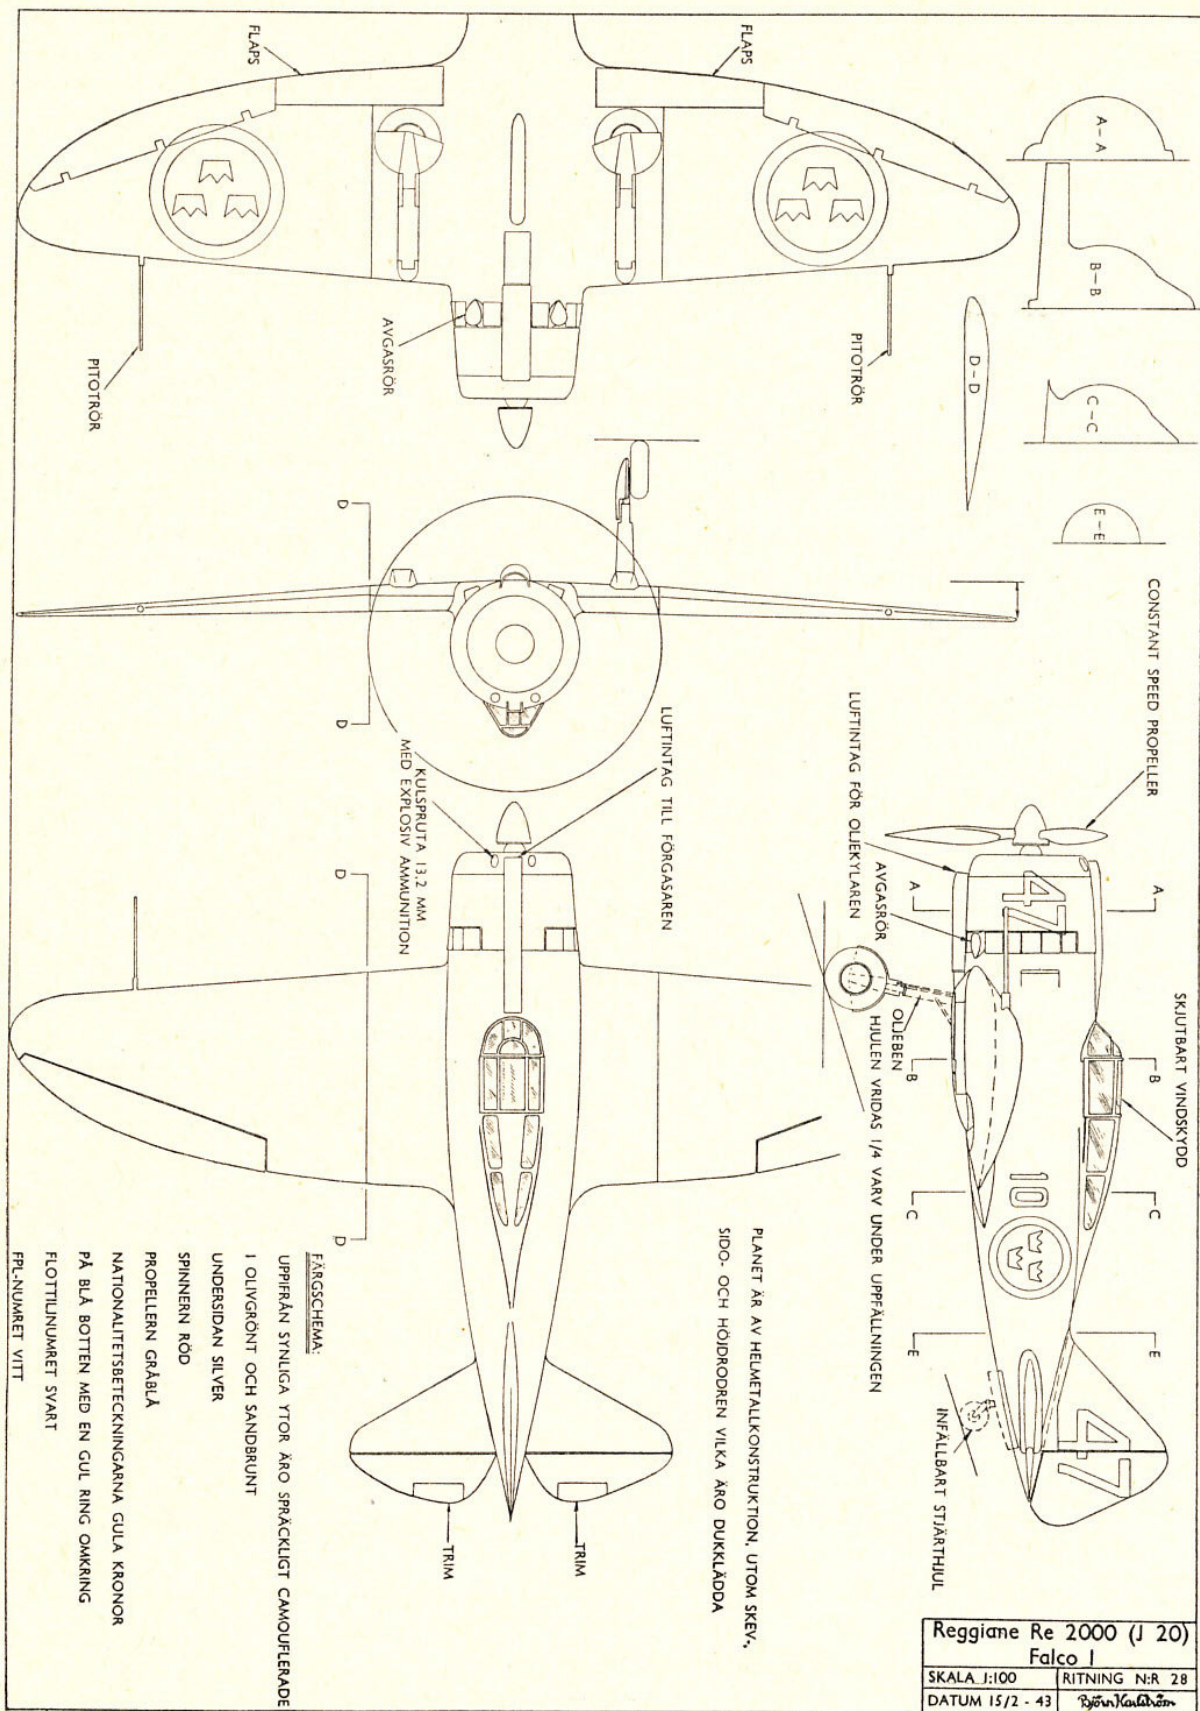 FLAPS
FLAPS
PITOTRÖR
AVGASRÖR
PITOTRÖR
A–A
B–B
C–C
D–D
E–E
D
D
KULSPRUTA 13.2 MM
MED EXPLOSIV AMMUNITION
LUFTINTAG TILL FÖRGASAREN
D
D
TRIM
TRIM
CONSTANT SPEED PROPELLER
LUFTINTAG FÖR OLJEKYLAREN
AVGASRÖR
OLJEBEN
HJULEN VRIDAS 1/4 VARV UNDER UPPFÄLLNINGEN
SKJUTBART VINDSKYDD
INFÄLLBART STJÄRTHJUL
A
A
B
B
C
C
E
E
47
10
47
PLANET ÄR AV HELMETALLKONSTRUKTION, UTOM SKEV-,
SIDO- OCH HÖJDRODREN VILKA ÄRO DUKKLÄDDA
FÄRGSCHEMA:
UPPIFRÅN SYNLIGA YTOR ÄRO SPRÄCKLIGT CAMOUFLERADE
I OLIVGRÖNT OCH SANDBRUNT
UNDERSIDAN SILVER
SPINNERN RÖD
PROPELLERN GRÅBLÅ
NATIONALITETSBETECKNINGARNA GULA KRONOR
PÅ BLÅ BOTTEN MED EN GUL RING OMKRING
FLOTTILJNUMRET SVART
FPL-NUMRET VITT
Reggiane Re 2000 (J 20)
Falco I
SKALA 1:100 RITNING N:R 28
DATUM 15/2 - 43 Björn Karlström